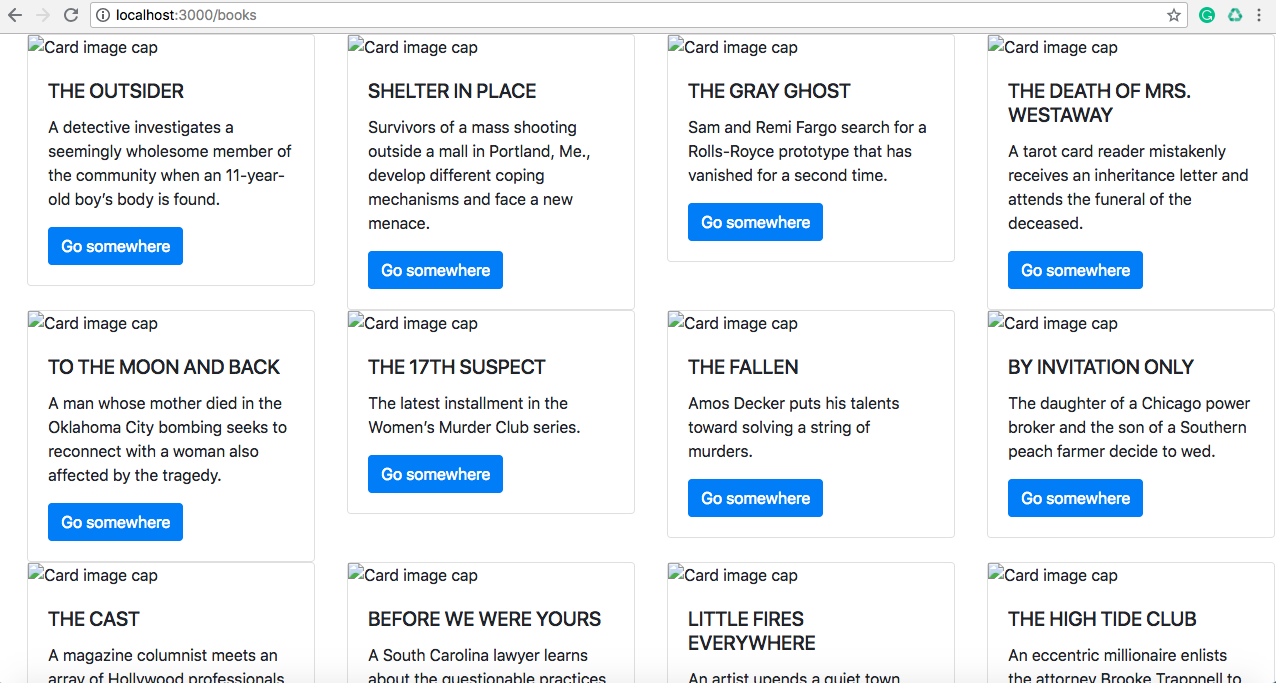 localhost:3000/books
Card image cap
THE OUTSIDER
A detective investigates a
seemingly wholesome member of
the community when an 11-year-
old boy’s body is found.
Go somewhere
Card image cap
SHELTER IN PLACE
Survivors of a mass shooting
outside a mall in Portland, Me.,
develop different coping
mechanisms and face a new
menace.
Go somewhere
Card image cap
THE GRAY GHOST
Sam and Remi Fargo search for a
Rolls-Royce prototype that has
vanished for a second time.
Go somewhere
Card image cap
THE DEATH OF MRS.
WESTAWAY
A tarot card reader mistakenly
receives an inheritance letter and
attends the funeral of the
deceased.
Go somewhere
Card image cap
TO THE MOON AND BACK
A man whose mother died in the
Oklahoma City bombing seeks to
reconnect with a woman also
affected by the tragedy.
Go somewhere
Card image cap
THE 17TH SUSPECT
The latest installment in the
Women’s Murder Club series.
Go somewhere
Card image cap
THE FALLEN
Amos Decker puts his talents
toward solving a string of
murders.
Go somewhere
Card image cap
BY INVITATION ONLY
The daughter of a Chicago power
broker and the son of a Southern
peach farmer decide to wed.
Go somewhere
Card image cap
THE CAST
A magazine columnist meets an
array of Hollywood professionals
Card image cap
BEFORE WE WERE YOURS
A South Carolina lawyer learns
about the questionable practices
Card image cap
LITTLE FIRES
EVERYWHERE
An artist upends a quiet town
Card image cap
THE HIGH TIDE CLUB
An eccentric millionaire enlists
the attorney Brooke Trappnell to